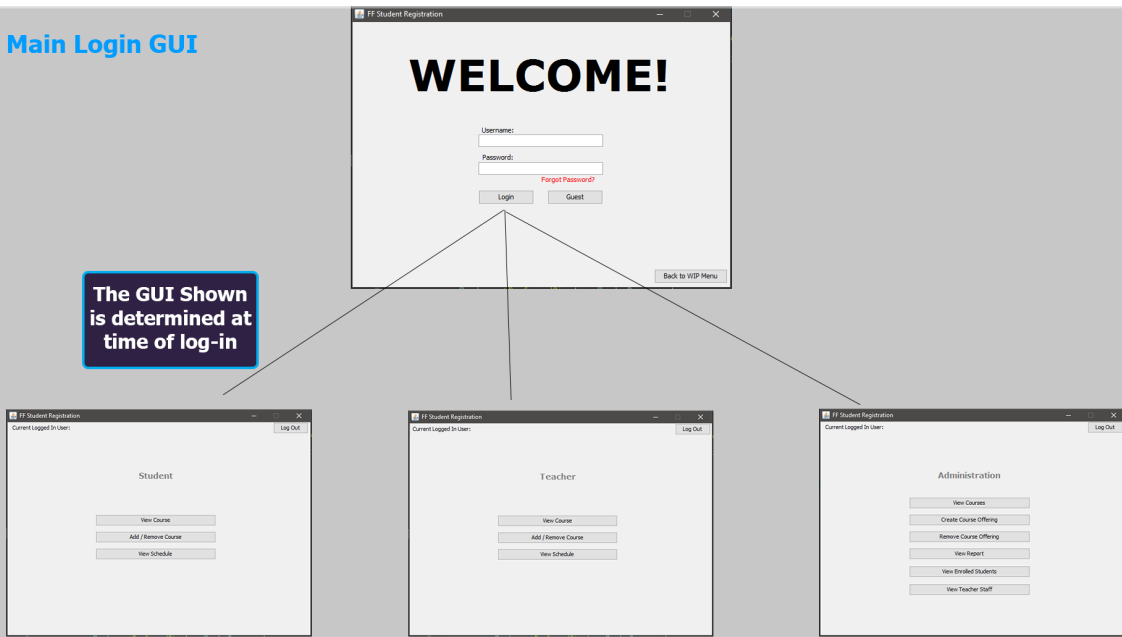 FF Student Registration
Main Login GUI
WELCOME!
Username:
Password:
Forgot Password?
Login Guest
Back to WIP Menu
The GUI Shown
is determined at
time of log-in
FF Student Registration
Current Logged In User: Log Out
Student
View Course
Add / Remove Course
View Schedule
FF Student Registration
Current Logged In User: Log Out
Teacher
View Course
Add / Remove Course
View Schedule
FF Student Registration
Current Logged In User: Log Out
Administration
View Courses
Create Course Offering
Remove Course Offering
View Report
View Enrolled Students
View Teacher Staff